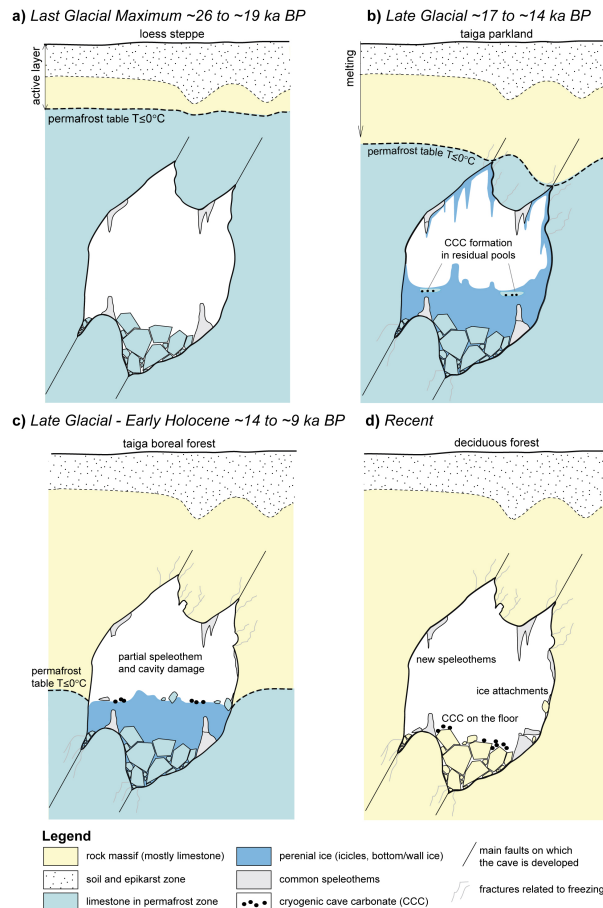 a) Last Glacial Maximum ~26 to ~19 ka BP
loess steppe
active layer
permafrost table T≤0°C
b) Late Glacial ~17 to ~14 ka BP
taiga parkland
melting
permafrost table T≤0°C
CCC formation
in residual pools
c) Late Glacial - Early Holocene ~14 to ~9 ka BP
taiga boreal forest
partial speleothem
and cavity damage
permafrost
table T≤0°C
d) Recent
deciduous forest
new speleothems
ice attachments
CCC on the floor
Legend
rock massif (mostly limestone)
soil and epikarst zone
limestone in permafrost zone
perenial ice (icicles, bottom/wall ice)
common speleothems
cryogenic cave carbonate (CCC)
main faults on which
the cave is developed
fractures related to freezing